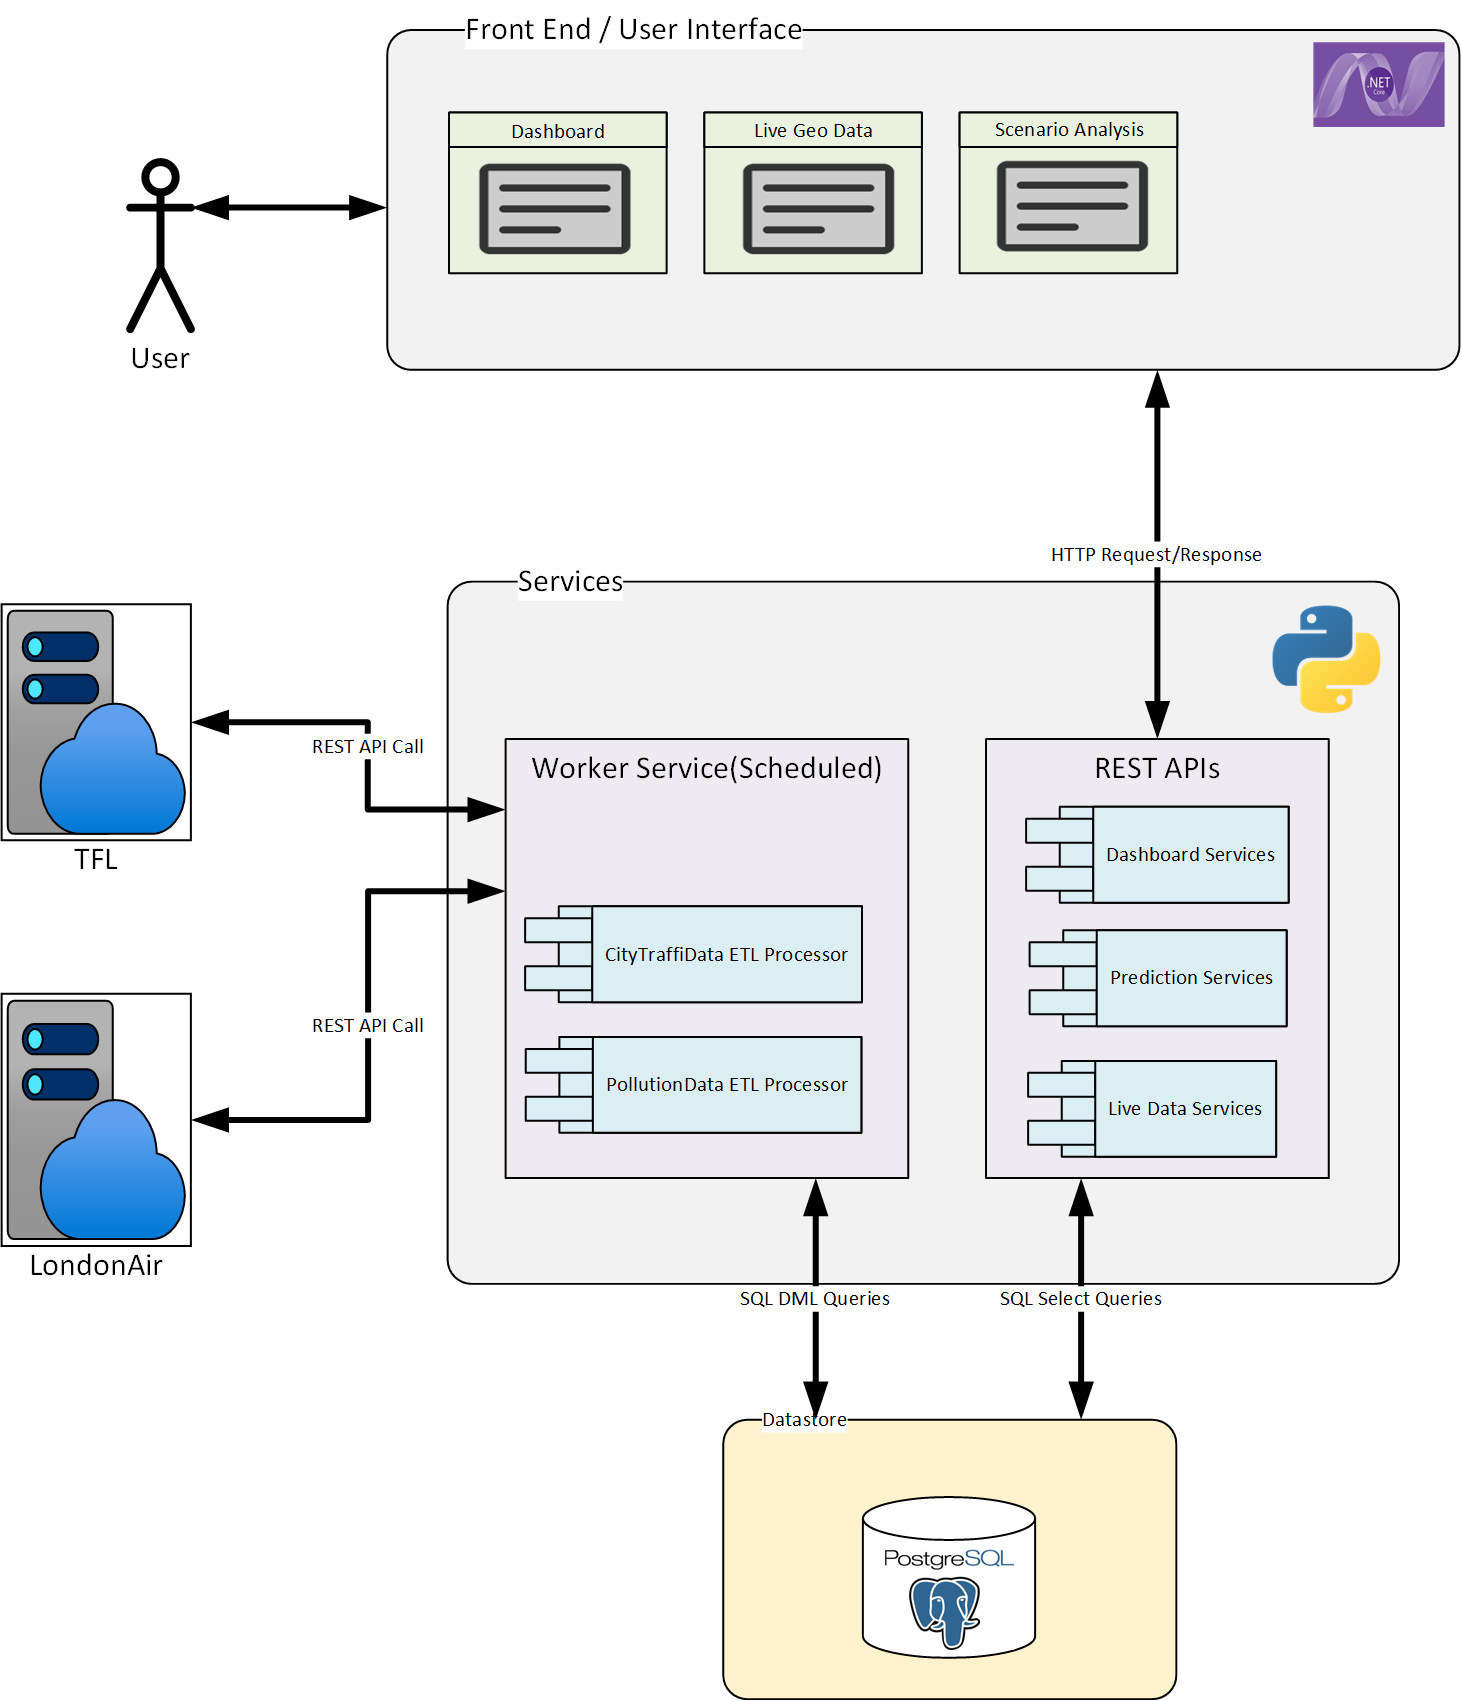 Front End / User Interface
.NET
Core
Dashboard
Live Geo Data
Scenario Analysis
User
HTTP Request/Response
Services
REST API Call
TFL
Worker Service(Scheduled)
REST APIs
Dashboard Services
CityTraffiData ETL Processor
Prediction Services
REST API Call
PollutionData ETL Processor
Live Data Services
LondonAir
SQL DML Queries
SQL Select Queries
Datastore
PostgreSQL